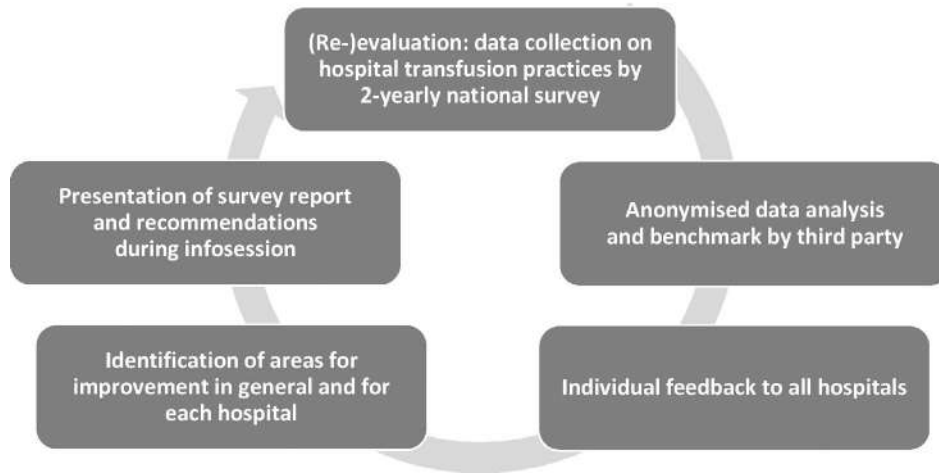 (Re-)evaluation: data collection on
hospital transfusion practices by
2-yearly national survey
Anonymised data analysis
and benchmark by third party
Individual feedback to all hospitals
Identification of areas for
improvement in general and for
each hospital
Presentation of survey report
and recommendations
during infosession